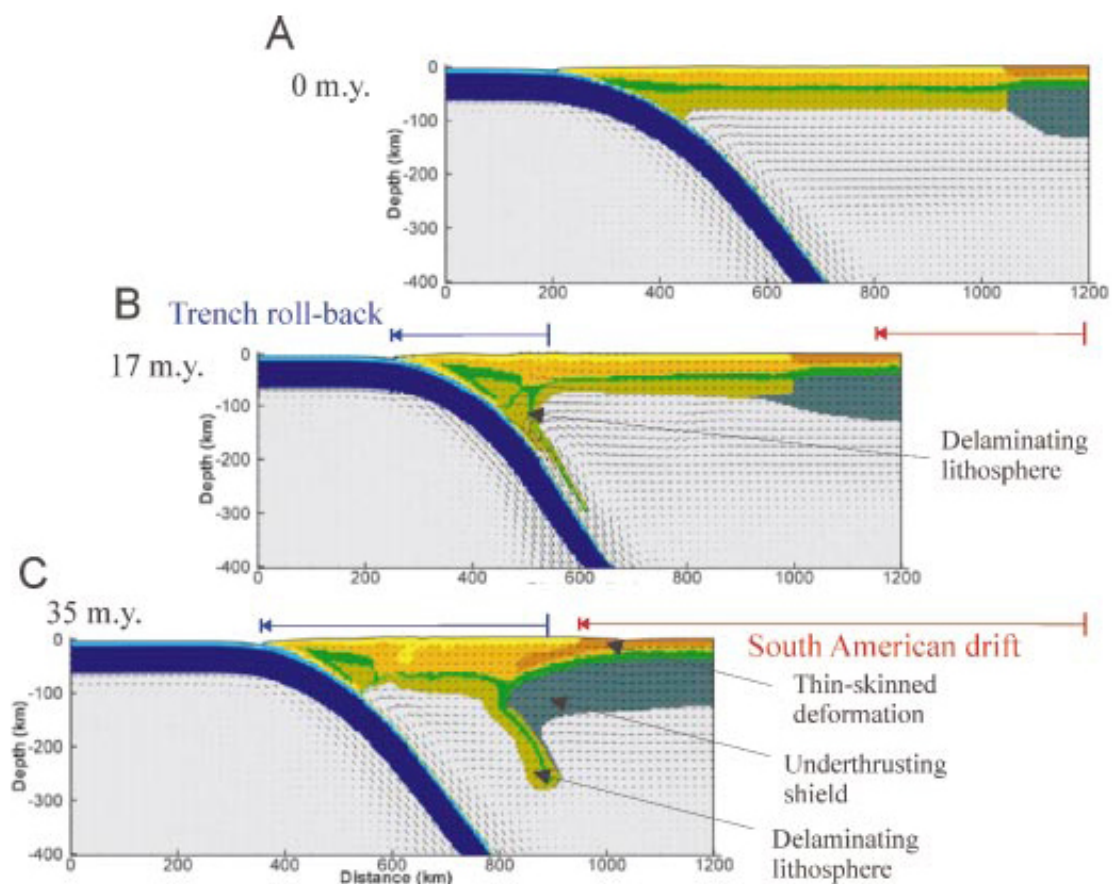 A
0 m.y.
0
-100
-200
-300
-400
Depth (km)
0 200 400 600 800 1000 1200
B
Trench roll-back
17 m.y.
0
-100
-200
-300
-400
Depth (km)
0 200 400 600 800 1000 1200
Delaminating
lithosphere
C
35 m.y.
South American drift
0
-100
-200
-300
-400
Depth (km)
0 200 400 600 800 1000 1200
Distance (km)
Thin-skinned
deformation
Underthrusting
shield
Delaminating
lithosphere